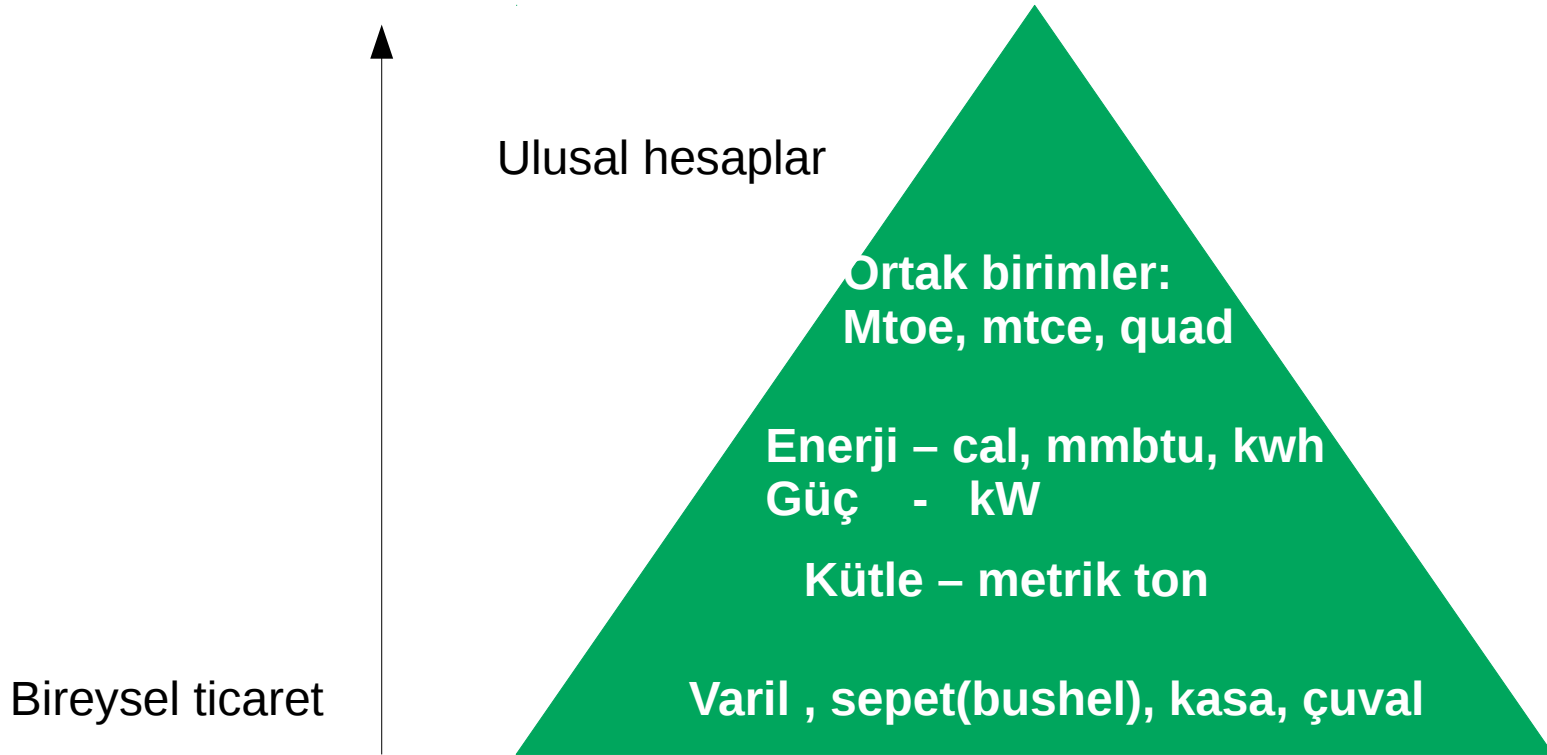 Ulusal hesaplar
Ortak birimler:
Mtoe, mtce, quad
Enerji – cal, mmbtu, kwh
Güç - kW
Kütle – metrik ton
Bireysel ticaret
Varil , sepet(bushel), kasa, çuval